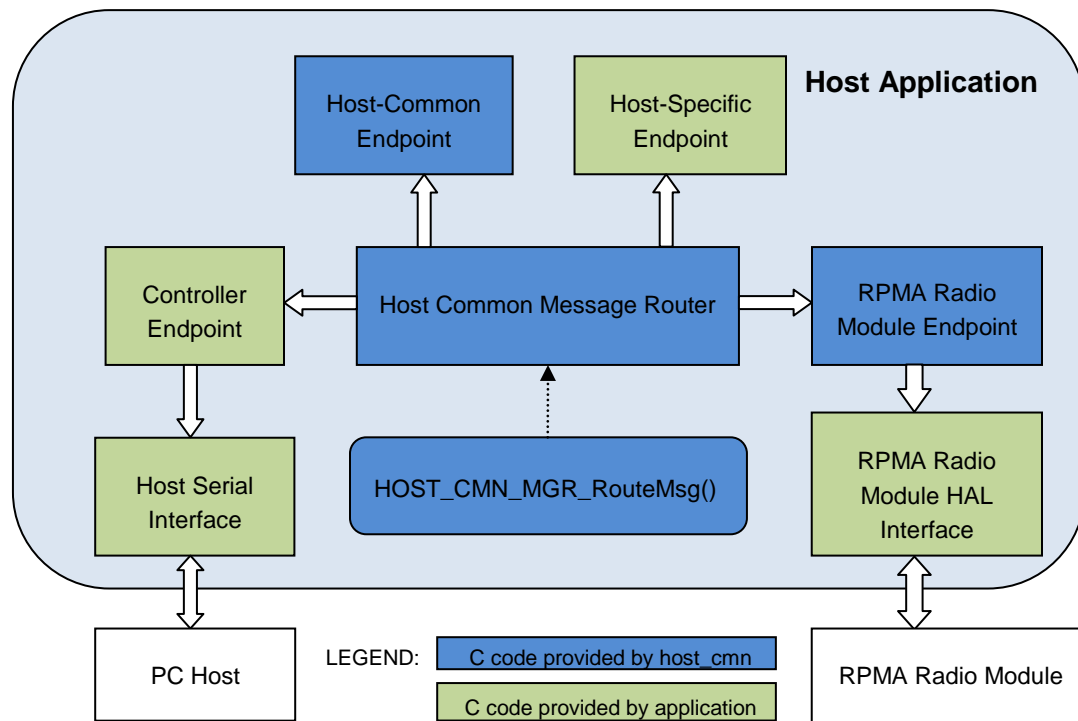 Host Application
Host-Common
Endpoint
Host-Specific
Endpoint
Controller
Endpoint
Host Common Message Router
RPMA Radio
Module Endpoint
Host Serial
Interface
HOST_CMN_MGR_RouteMsg()
RPMA Radio
Module HAL
Interface
PC Host
LEGEND:
C code provided by host_cmn
C code provided by application
RPMA Radio Module